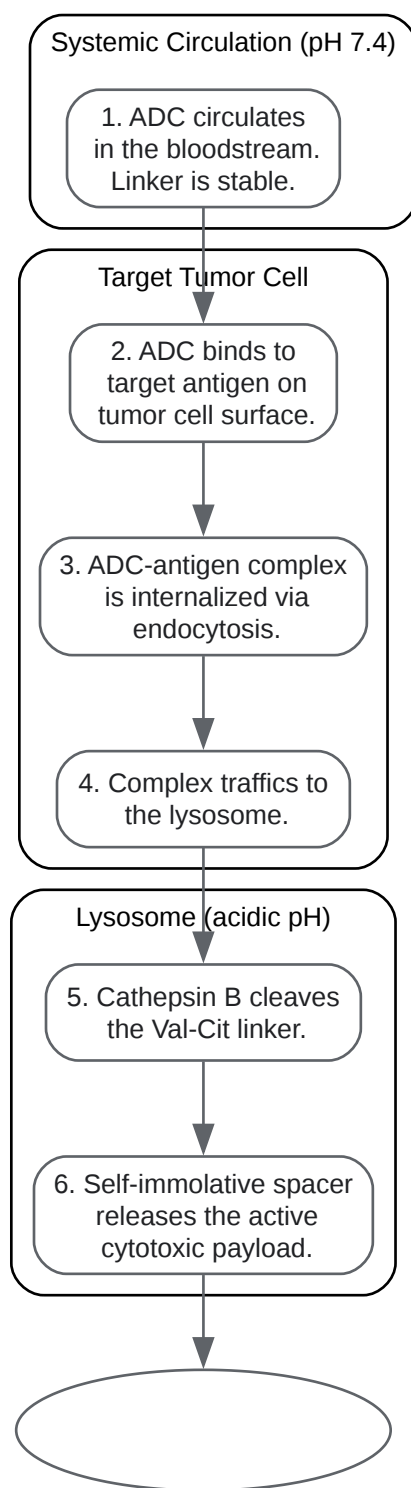 Systemic Circulation (pH 7.4)
1. ADC circulates
in the bloodstream.
Linker is stable.
Target Tumor Cell
2. ADC binds to
target antigen on
tumor cell surface.
3. ADC-antigen complex
is internalized via
endocytosis.
4. Complex traffics to
the lysosome.
Lysosome (acidic pH)
5. Cathepsin B cleaves
the Val-Cit linker.
6. Self-immolative spacer
releases the active
cytotoxic payload.